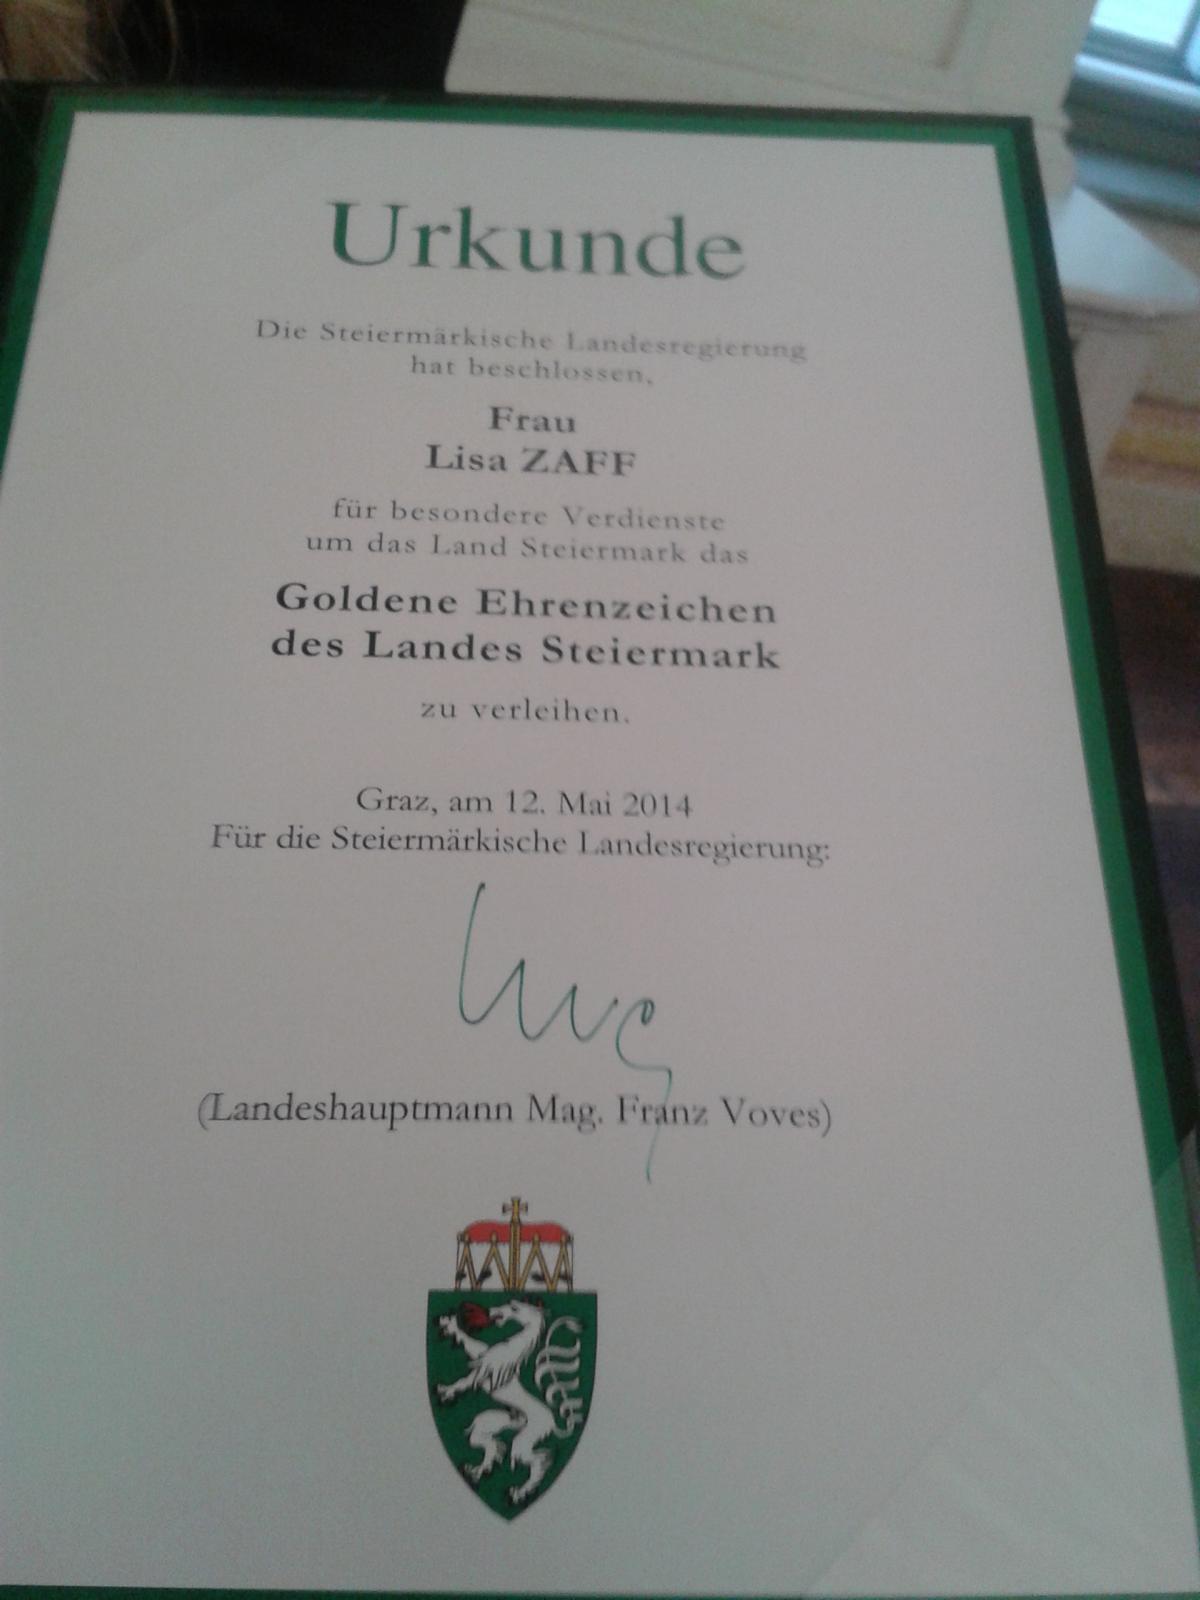 Urkunde
Die Steiermärkische Landesregierung
hat beschlossen,
Frau
Lisa ZAFF
für besondere Verdienste
um das Land Steiermark das
Goldene Ehrenzeichen
des Landes Steiermark
zu verleihen.
Graz, am 12. Mai 2014
Für die Steiermärkische Landesregierung:
(Landeshauptmann Mag. Franz Voves)